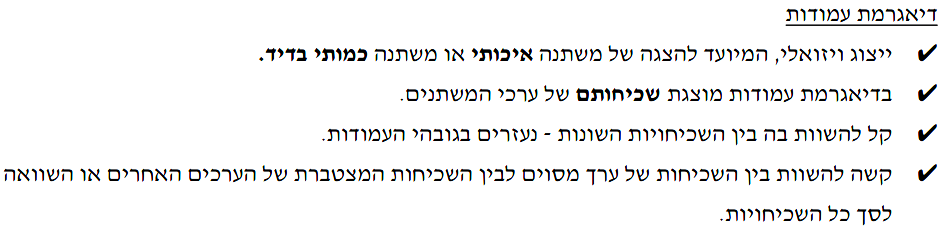 דיאגרמת עמודות
✔ ייצוג ויזואלי, המיועד להצגה של משתנה איכותי או משתנה כמותי בדיד.
✔ בדיאגרמת עמודות מוצגת שכיחותם של ערכי המשתנים.
✔ קל להשוות בה בין השכיחויות השונות - נעזרים בגובהי העמודות.
✔ קשה להשוות בין השכיחות של ערך מסוים לבין השכיחות המצטברת של הערכים האחרים או השוואה
לסך כל השכיחויות.